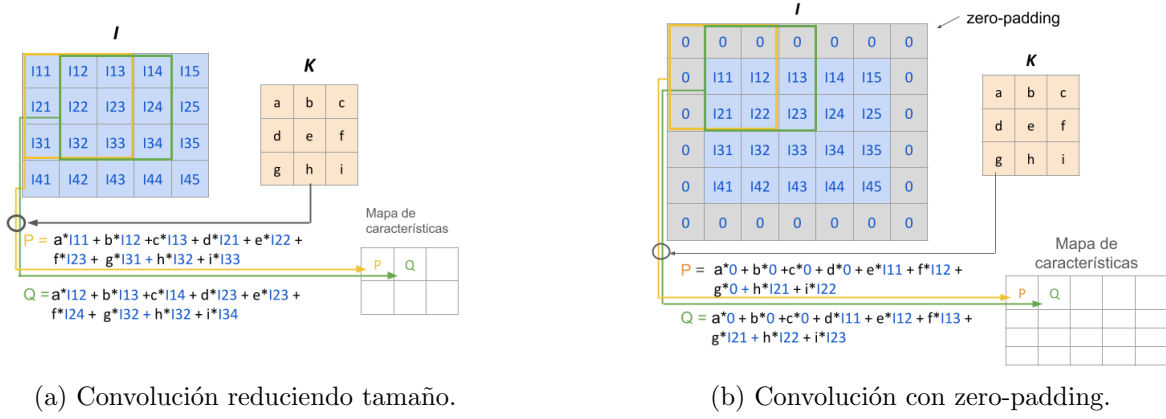 I
I11 I12 I13 I14 I15
I21 I22 I23 I24 I25
I31 I32 I33 I34 I35
I41 I42 I43 I44 I45
K
a b c
d e f
g h i
P = a*I11 + b*I12 +c*I13 + d*I21 + e*I22 +
f*I23 + g*I31 + h*I32 + i*I33
Q = a*I12 + b*I13 +c*I14 + d*I23 + e*I23 +
f*I24 + g*I32 + h*I32 + i*I34
Mapa de
características
P Q
(a) Convolución reduciendo tamaño.
I
zero-padding
0 0 0 0 0 0 0
0 I11 I12 I13 I14 I15 0
0 I21 I22 I23 I24 I25 0
0 I31 I32 I33 I34 I35 0
0 I41 I42 I43 I44 I45 0
0 0 0 0 0 0 0
K
a b c
d e f
g h i
P = a*0 + b*0 +c*0 + d*0 + e*I11 + f*I12 +
g*0 + h*I21 + i*I22
Q = a*0 + b*0 +c*0 + d*I11 + e*I12 + f*I13 +
g*I21 + h*I22 + i*I23
Mapa de
características
P Q
(b) Convolución con zero-padding.